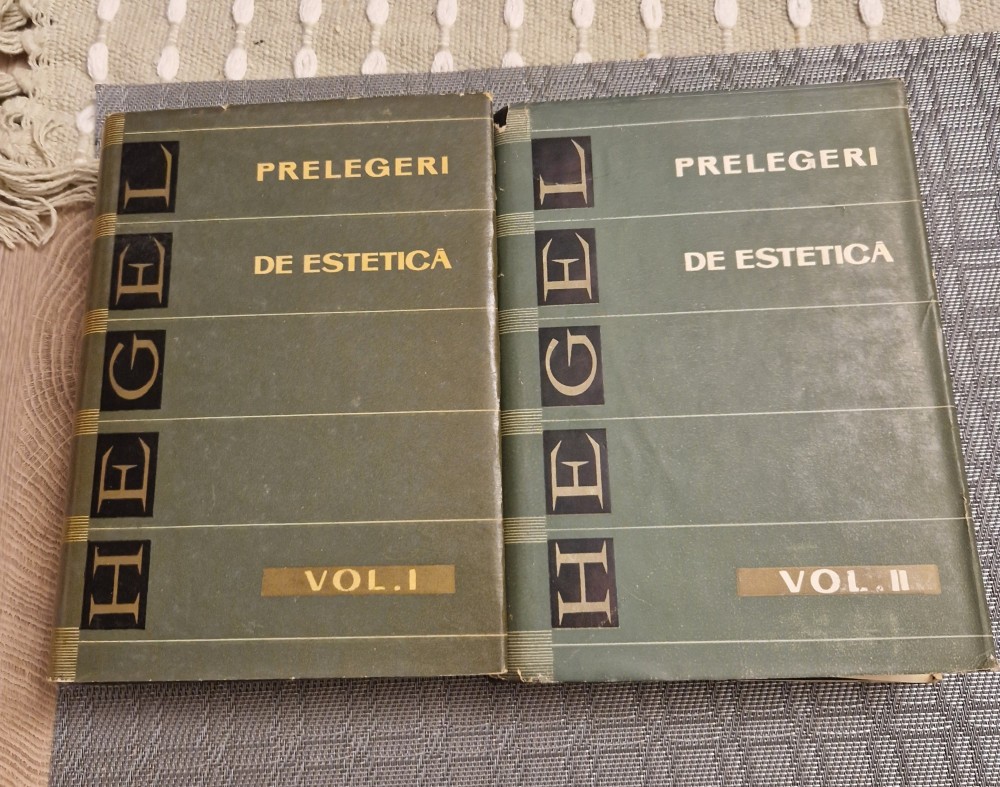 HEGEL
PRELEGERI
DE ESTETICĂ
VOL. I
HEGEL
PRELEGERI
DE ESTETICĂ
VOL. II